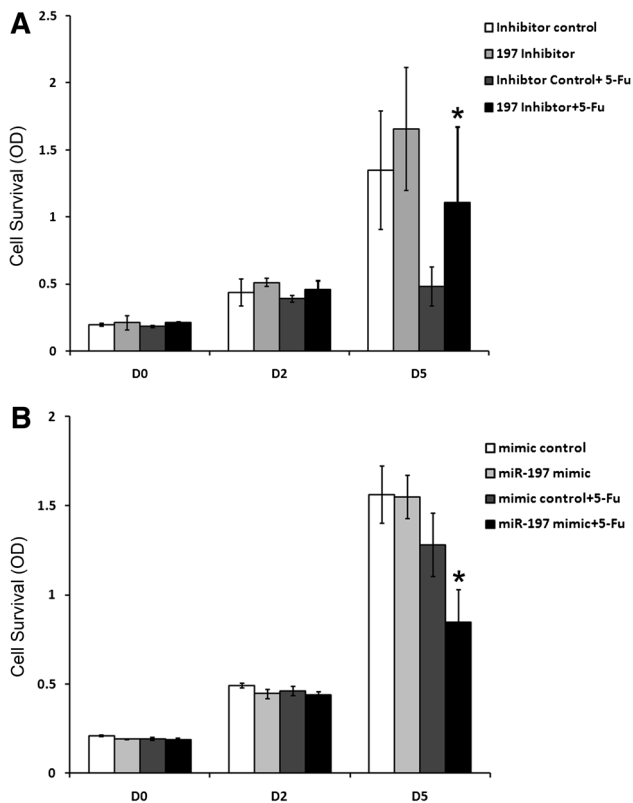 A
Cell Survival (OD)
2.5
2
1.5
1
0.5
0
D0 D2 D5
*
Inhibitor control
197 Inhibitor
Inhibtor Control+ 5-Fu
197 Inhibtor+5-Fu
B
Cell Survival (OD)
2
1.5
1
0.5
0
D0 D2 D5
*
mimic control
miR-197 mimic
mimic control+5-Fu
miR-197 mimic+5-Fu